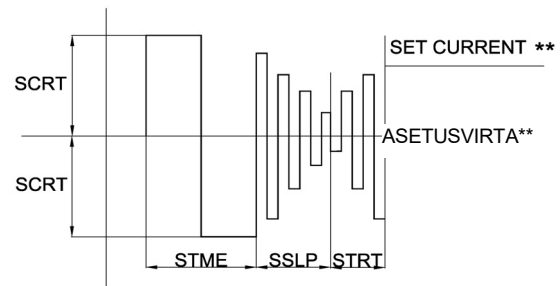 SET CURRENT **
SCRT
ASETUSVIRTA**
SCRT
STME SSLP STRT